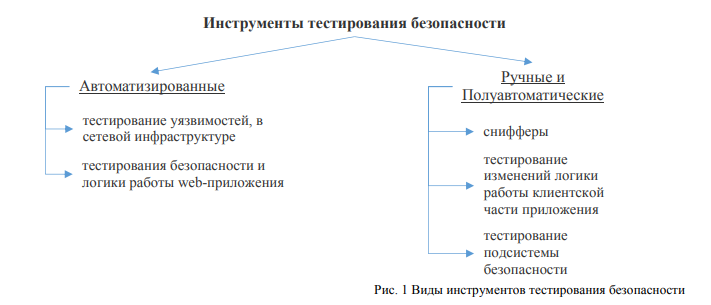 Инструменты тестирования безопасности
Автоматизированные
тестирование уязвимостей, в
сетевой инфраструктуре
тестирования безопасности и
логики работы web-приложения
Ручные и
Полуавтоматические
снифферы
тестирование
изменений логики
работы клиентской
части приложения
тестирование
подсистемы
безопасности
Рис. 1 Виды инструментов тестирования безопасности